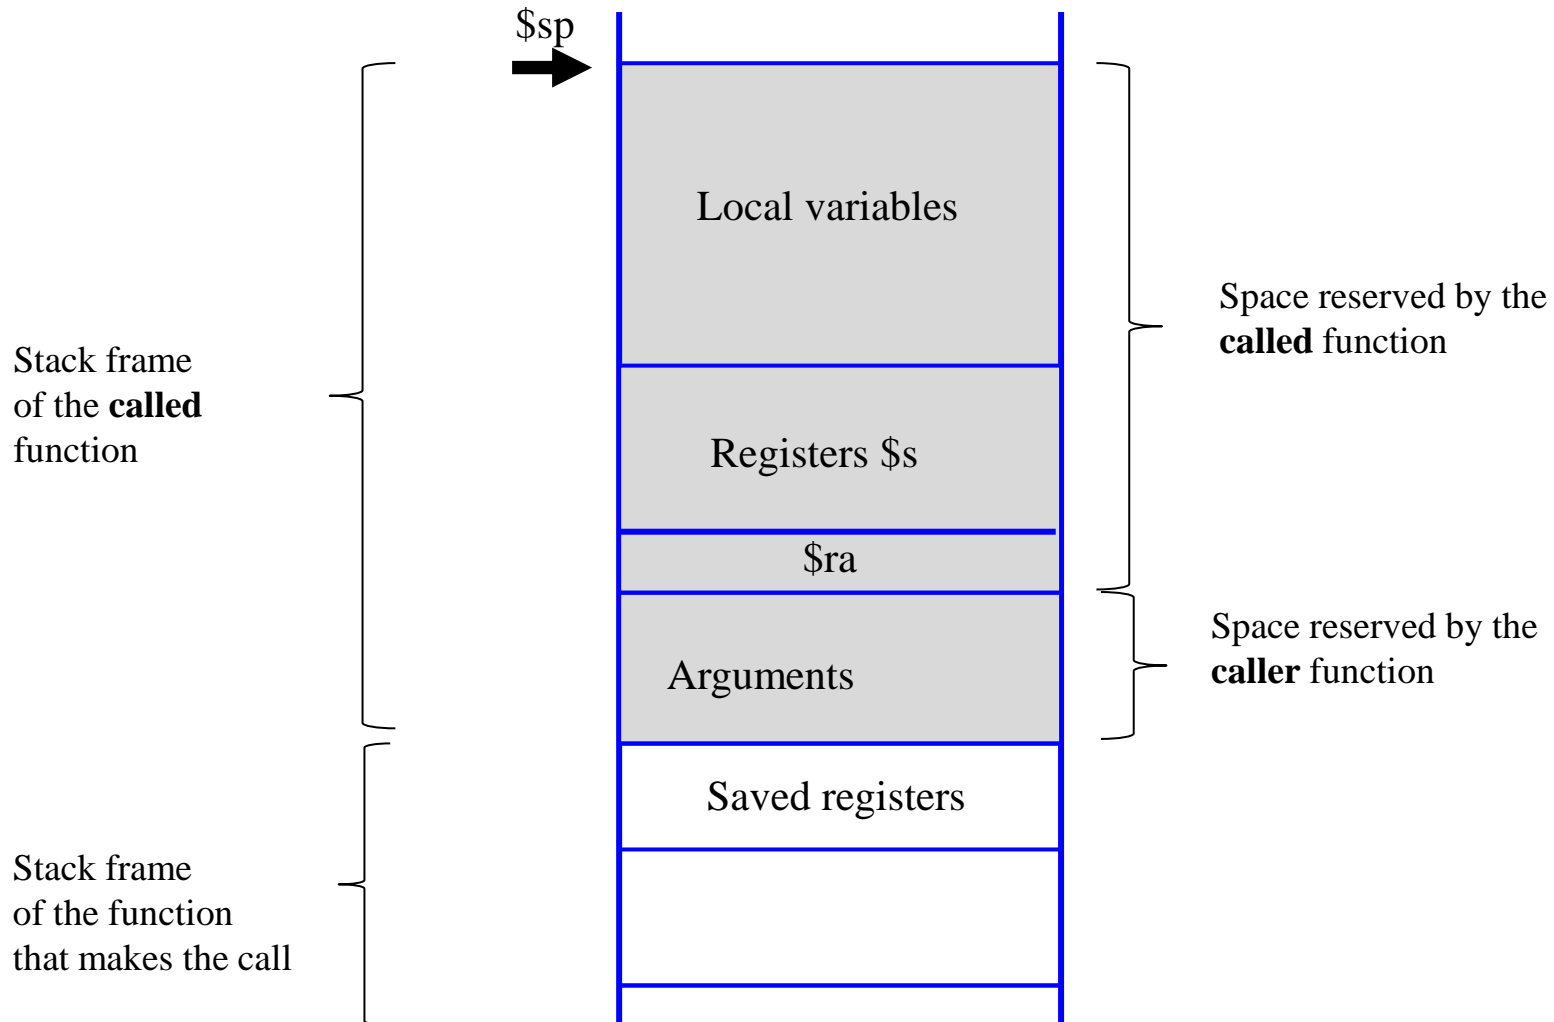 $sp
Local variables
Space reserved by the
called function
Stack frame
of the called
function
Registers $s
$ra
Space reserved by the
caller function
Arguments
Saved registers
Stack frame
of the function
that makes the call